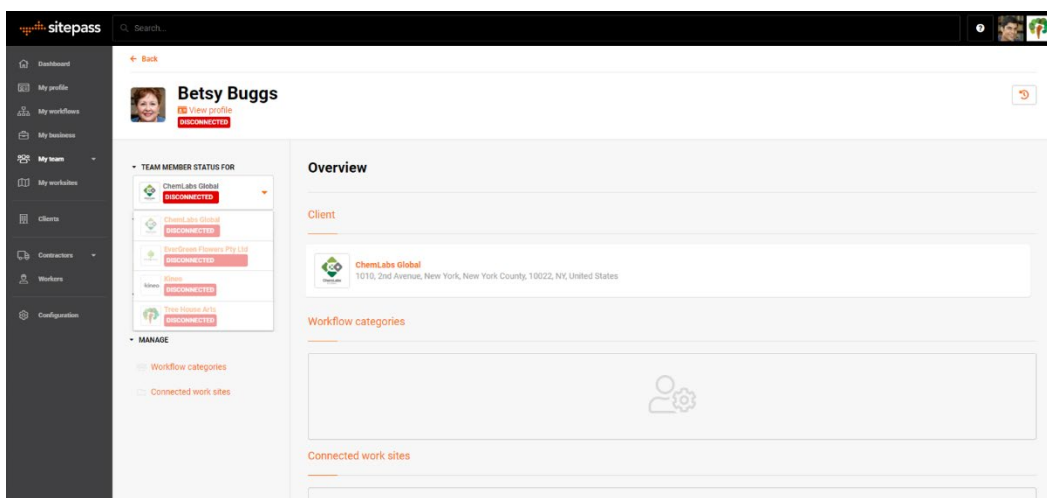 sitepass
Search...
Dashboard
My profile
My workflows
My business
My team
My worksites
Clients
Contractors
Workers
Configuration
← Back
Betsy Buggs
View profile
DISCONNECTED
TEAM MEMBER STATUS FOR
ChemLabs Global
DISCONNECTED
ChemLabs Global
DISCONNECTED
EverGreen Flowers Pty Ltd
DISCONNECTED
kineo
Kineo
DISCONNECTED
Tree House Arts
DISCONNECTED
MANAGE
Workflow categories
Connected work sites
Overview
Client
ChemLabs Global
1010, 2nd Avenue, New York, New York County, 10022, NY, United States
Workflow categories
Connected work sites